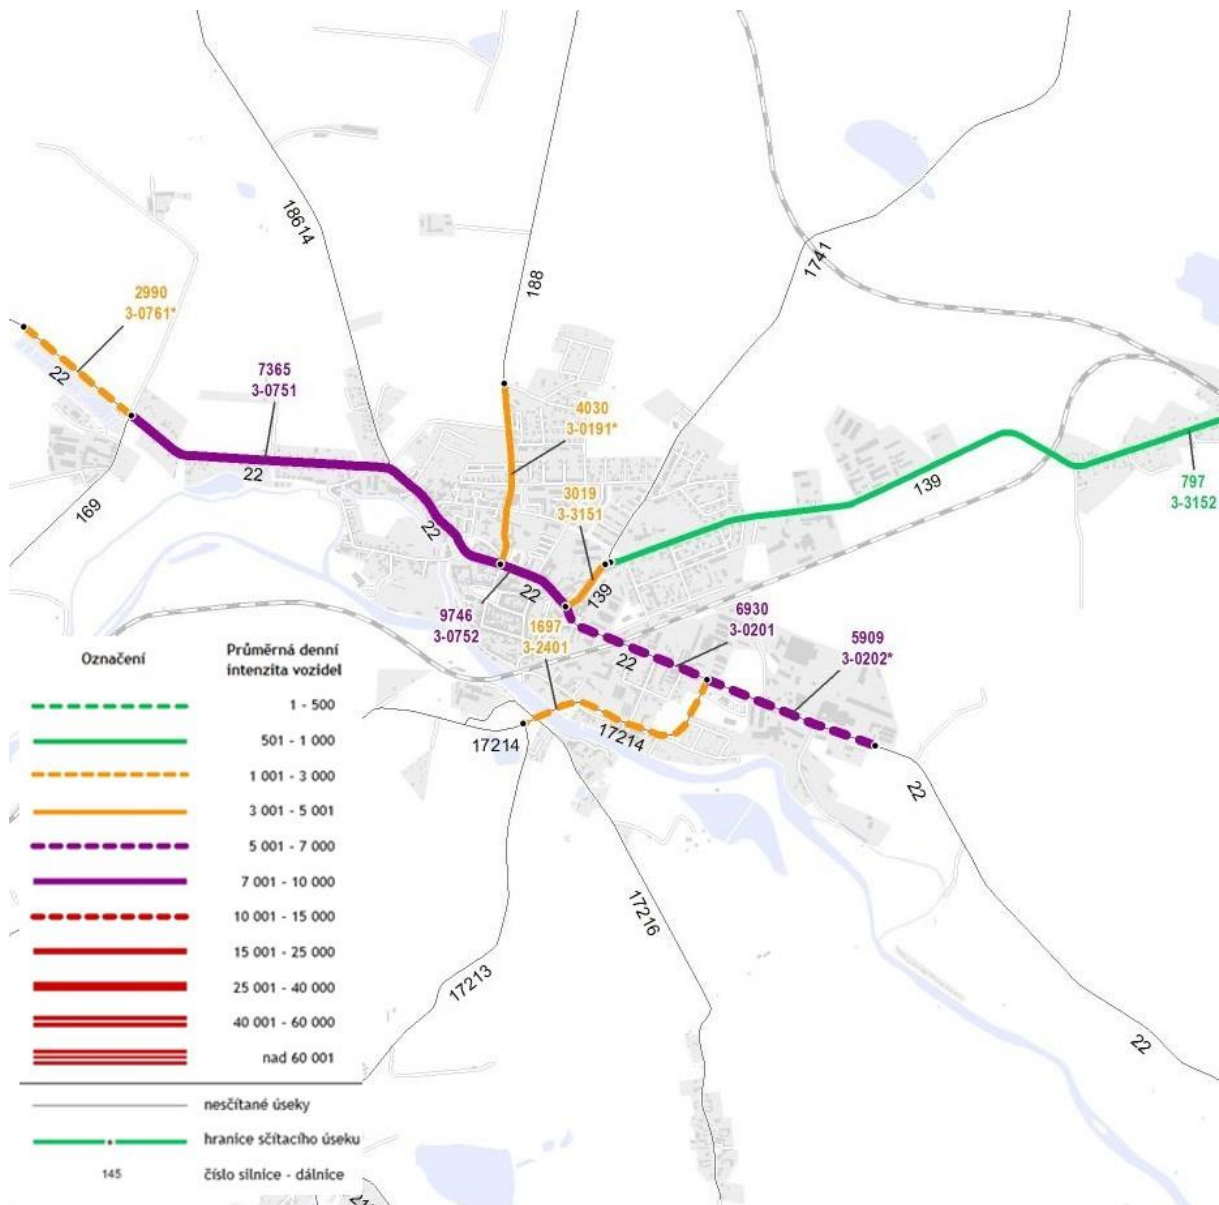 18614
188
1741
2990
3-0761*
22
7365
3-0751
22
169
4030
3-0191*
22
3019
3-3151
139
797
3-3152
22
139
9746
3-0752
1697
3-2401
6930
3-0201
22
5909
3-0202*
17214
17214
22
17216
17213
22
Označení
Průměrná denní
intenzita vozidel
1 - 500
501 - 1 000
1 001 - 3 000
3 001 - 5 001
5 001 - 7 000
7 001 - 10 000
10 001 - 15 000
15 001 - 25 000
25 001 - 40 000
40 001 - 60 000
nad 60 001
nesčítané úseky
hranice sčítacího úseku
145
číslo silnice - dálnice